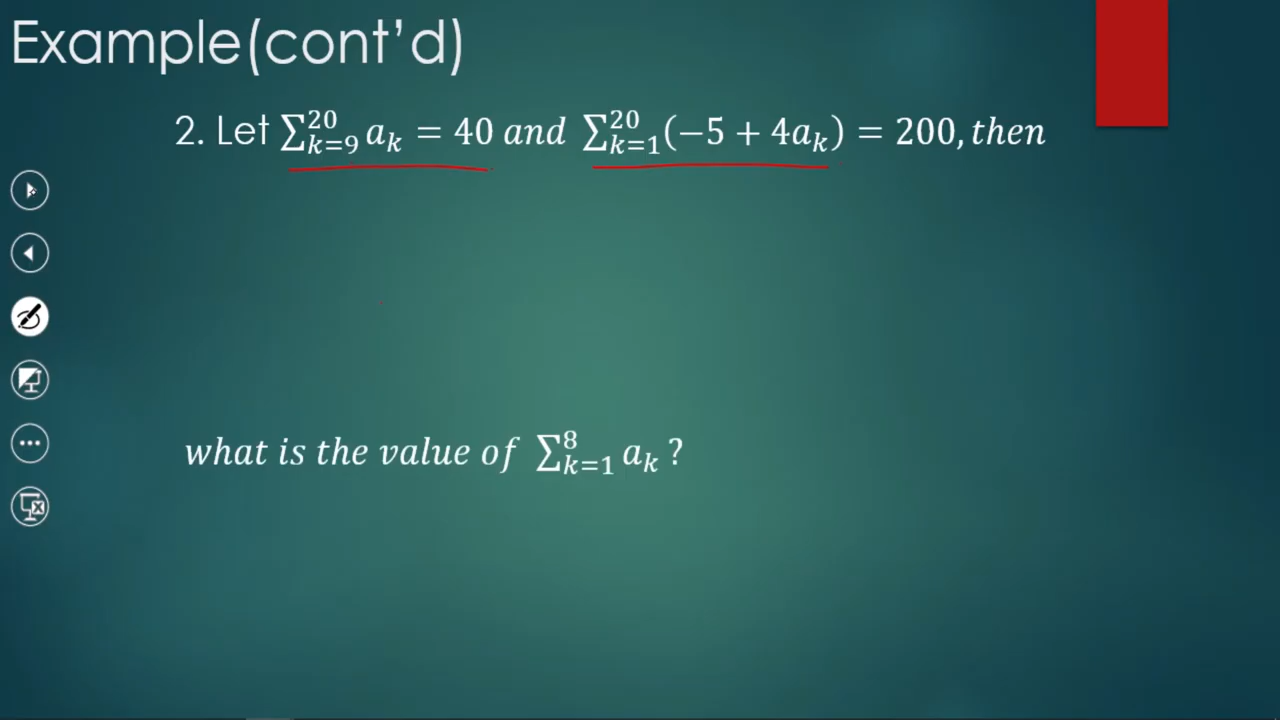 Example(cont'd)
2. Let ∑_{k=9}^{20} a_k = 40 and ∑_{k=1}^{20}(−5 + 4a_k) = 200, then
what is the value of ∑_{k=1}^{8} a_k ?